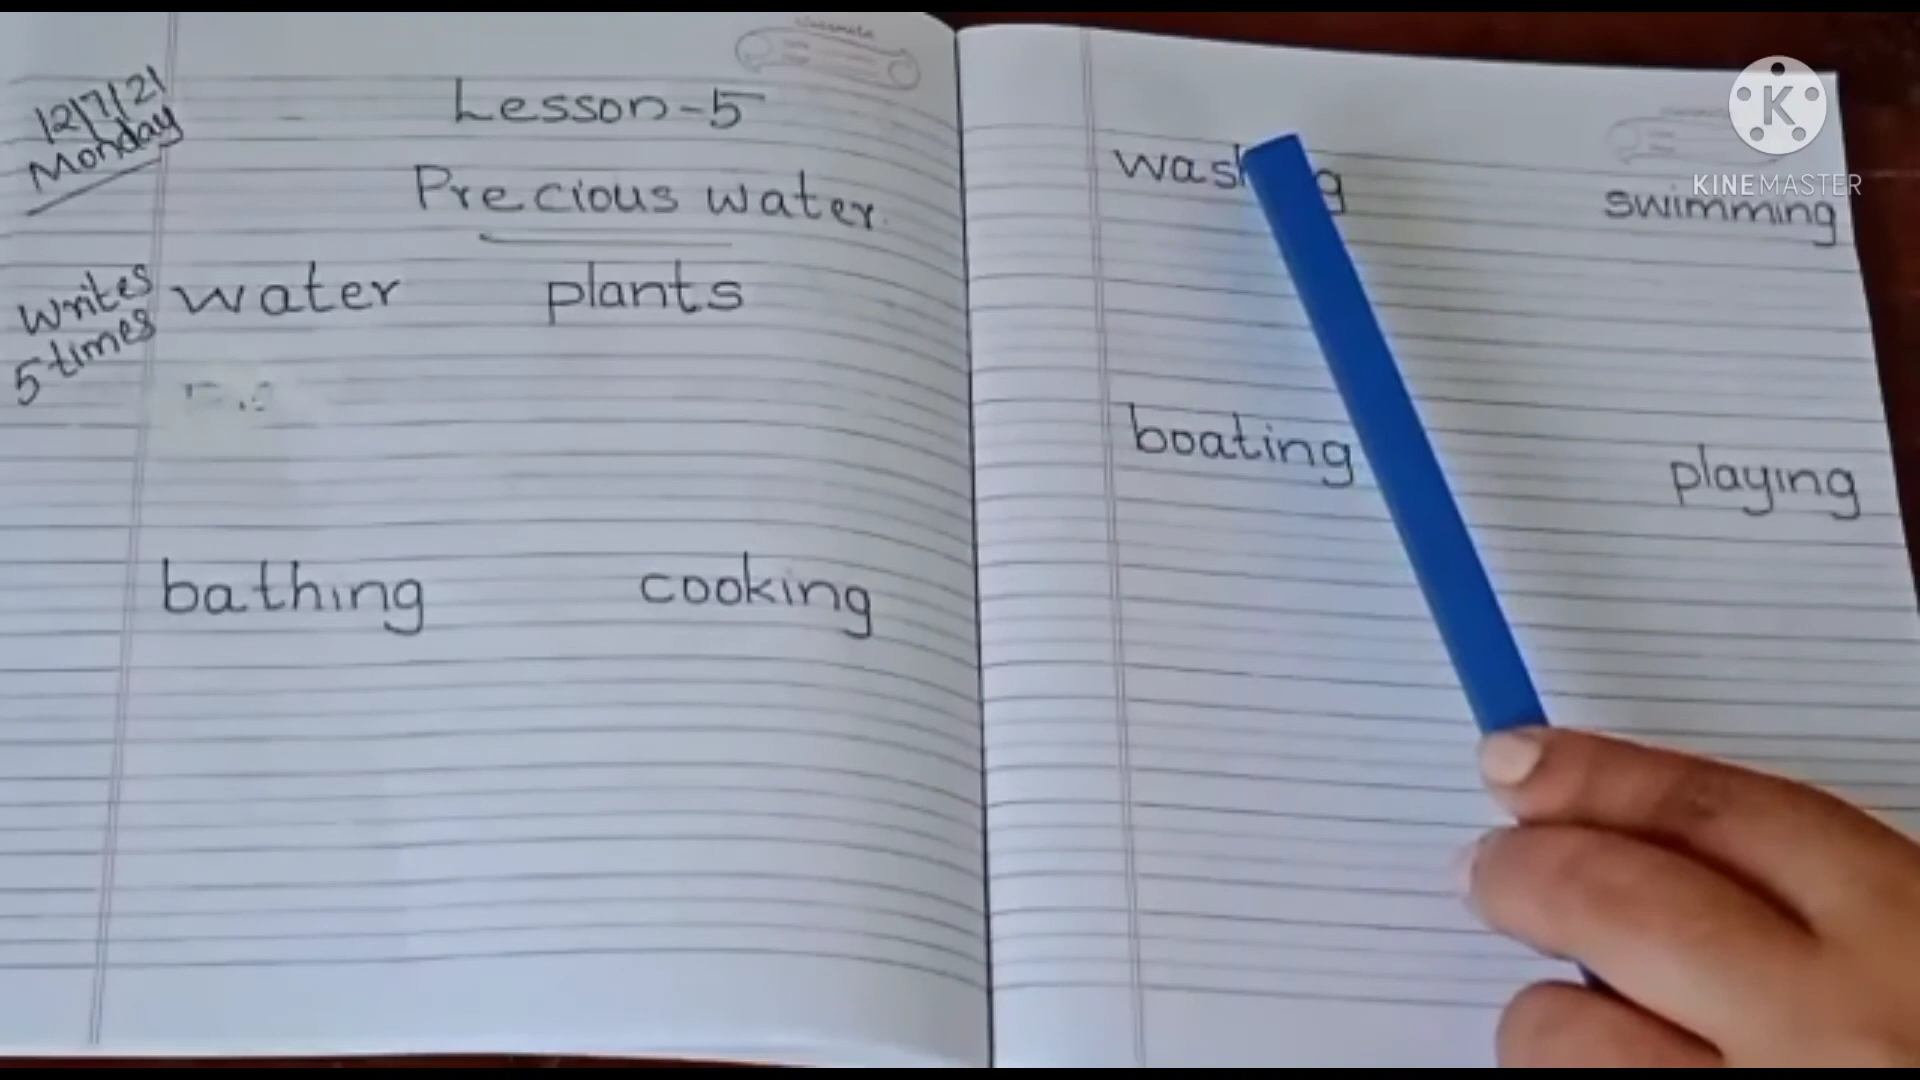 classmate
12/7/21
Monday
Lesson-5
Precious water.
writes
5 times
water plants
bathing cooking
swimming
boating playing
KINEMASTER